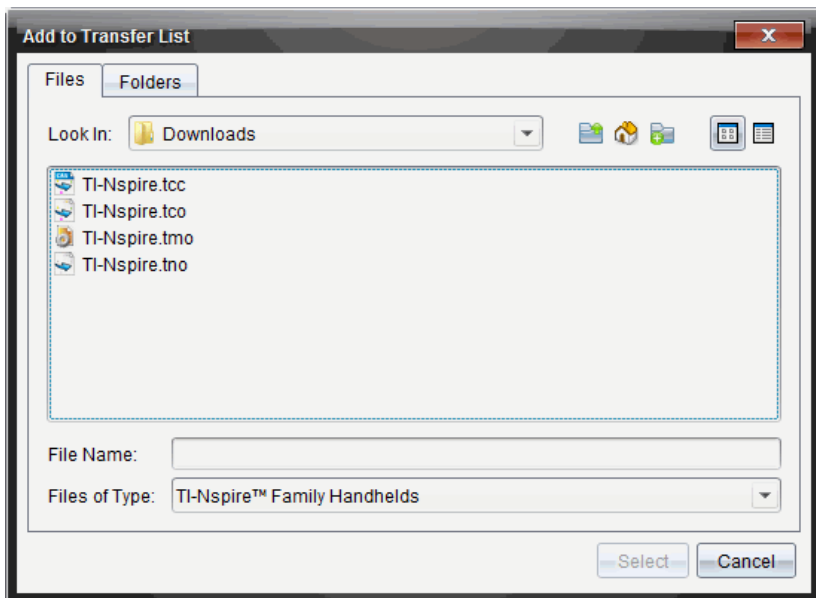 Add to Transfer List
Files
Folders
Look In:
Downloads
TI-Nspire.tcc
TI-Nspire.tco
TI-Nspire.tmo
TI-Nspire.tno
File Name:
Files of Type:
TI-Nspire™ Family Handhelds
Select
Cancel